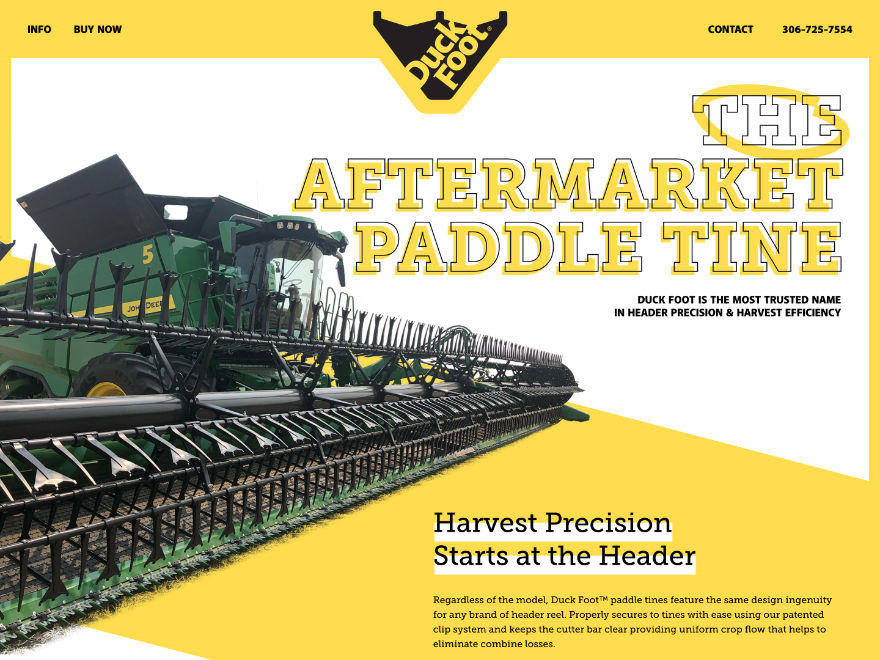 INFO
BUY NOW
Duck
Foot®
CONTACT
306-725-7554
THE
AFTERMARKET
PADDLE TINE
DUCK FOOT IS THE MOST TRUSTED NAME
IN HEADER PRECISION & HARVEST EFFICIENCY
5
JOHN DEERE
Harvest Precision
Starts at the Header
Regardless of the model, Duck Foot™ paddle tines feature the same design ingenuity
for any brand of header reel. Properly secures to tines with ease using our patented
clip system and keeps the cutter bar clear providing uniform crop flow that helps to
eliminate combine losses.